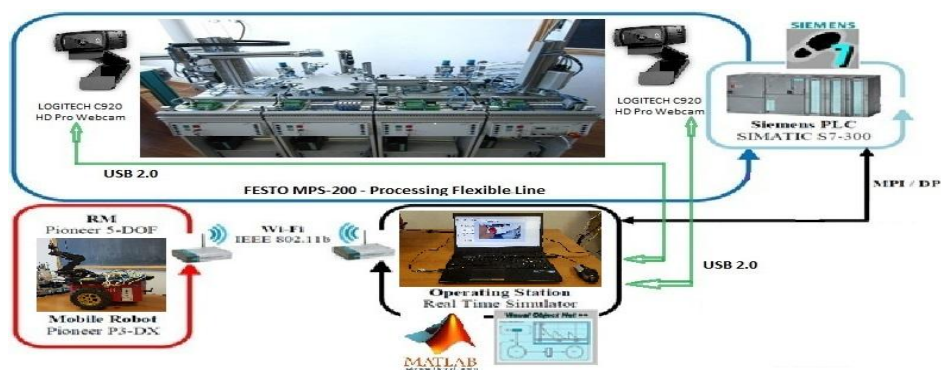 SIEMENS
LOGITECH C920
HD Pro Webcam
LOGITECH C920
HD Pro Webcam
Siemens PLC
SIMATIC S7-300
USB 2.0
MPI / DP
FESTO MPS-200 - Processing Flexible Line
RM
Pioneer 5-DOF
Wi-Fi
IEEE 802.11b
USB 2.0
Mobile Robot
Pioneer P3-DX
Operating Station
Real Time Simulator
Visual Object Net ++
MATLAB